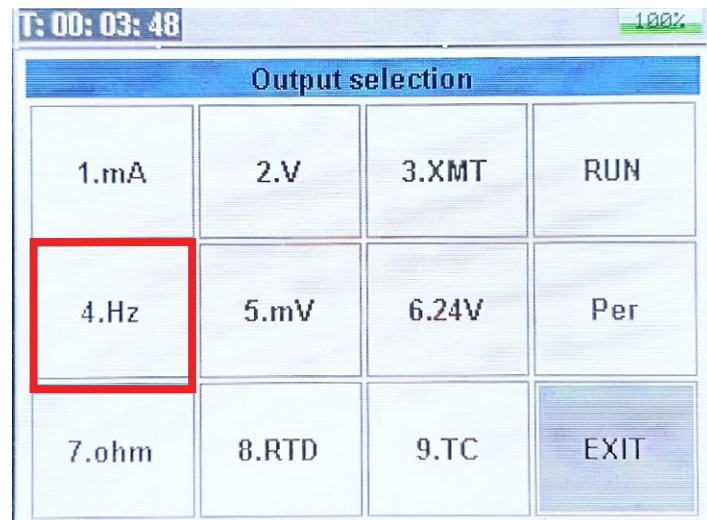 T: 00: 03: 48 100%
Output selection
1.mA 2.V 3.XMT RUN
4.Hz 5.mV 6.24V Per
7.ohm 8.RTD 9.TC EXIT